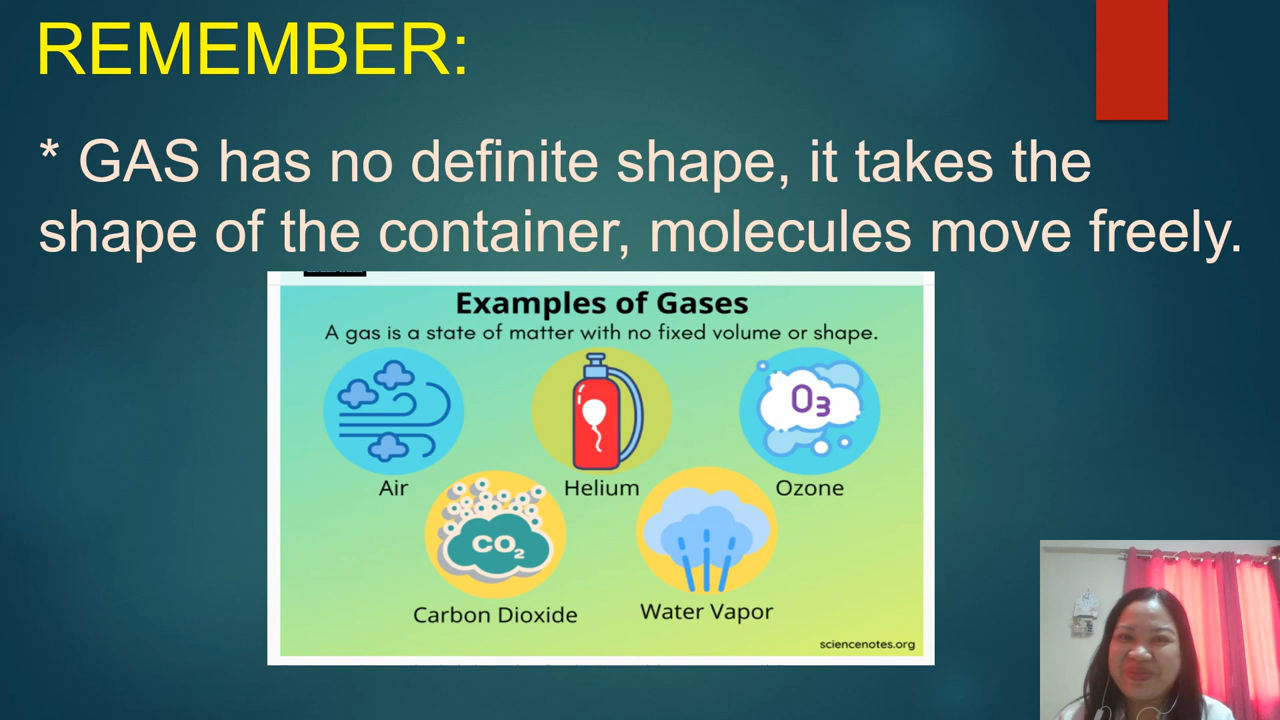 REMEMBER:
* GAS has no definite shape, it takes the
shape of the container, molecules move freely.
Examples of Gases
A gas is a state of matter with no fixed volume or shape.
O₃
Air
Helium
Ozone
CO₂
Carbon Dioxide
Water Vapor
sciencenotes.org